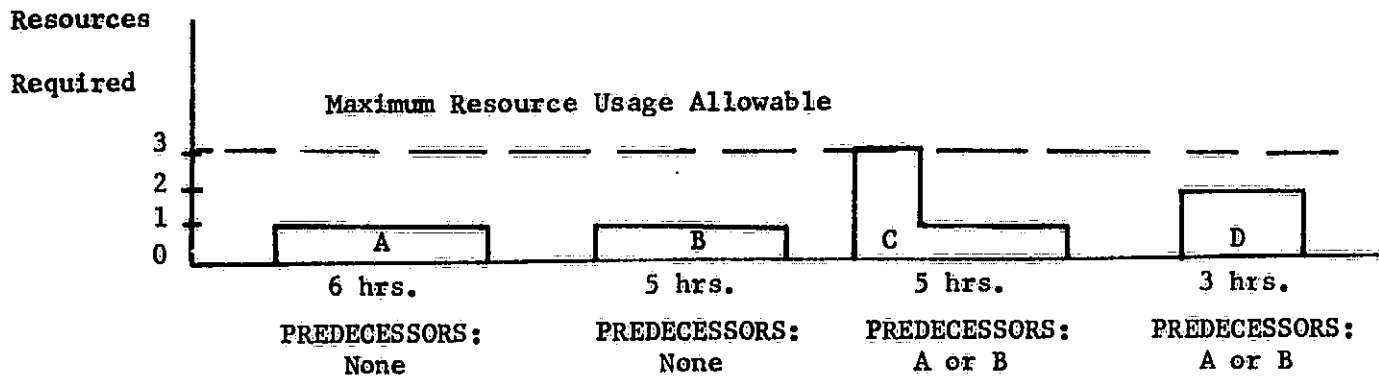 Resources
Required
Maximum Resource Usage Allowable
3
2
1
0
A
B
C
D
6 hrs.
5 hrs.
5 hrs.
3 hrs.
PREDECESSORS:
None
PREDECESSORS:
None
PREDECESSORS:
A or B
PREDECESSORS:
A or B